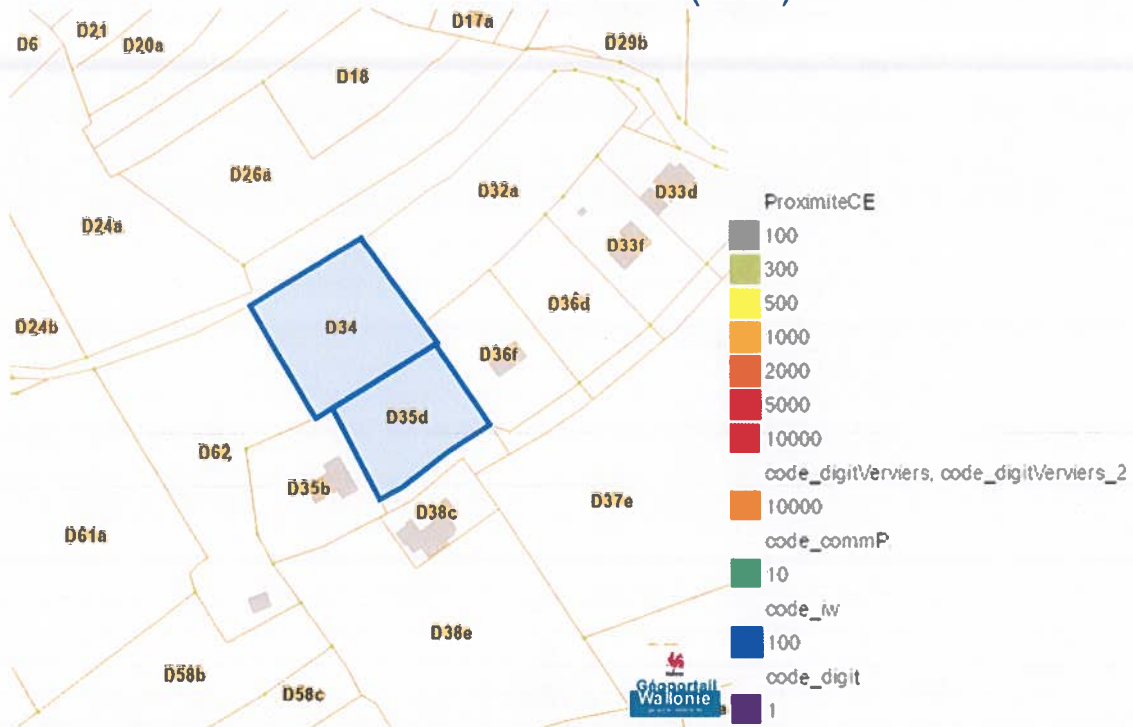 D6
D21
D20a
D17a
D29b
D18
D26a
D32a
D33d
D24a
D33f
D36d
D24b
D34
D36f
D35d
D62
D35b
D38c
D37e
D61a
D38e
D58b
D58c
Géoportail
Wallonie
ProximiteCE
100
300
500
1000
2000
5000
10000
code_digitVerviers, code_digitVerviers_2
10000
code_commP
10
code_iw
100
code_digit
1